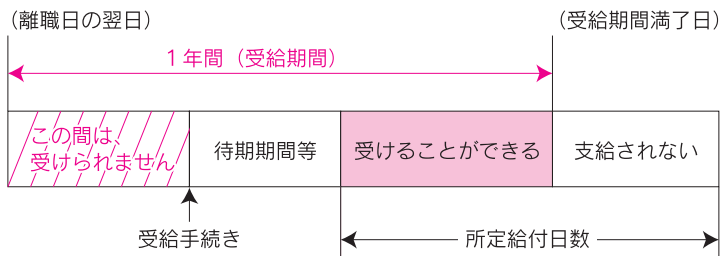 （離職日の翌日）
（受給期間満了日）
１年間（受給期間）
この間は、
受けられません
待期期間等
受けることができる
支給されない
受給手続き
所定給付日数